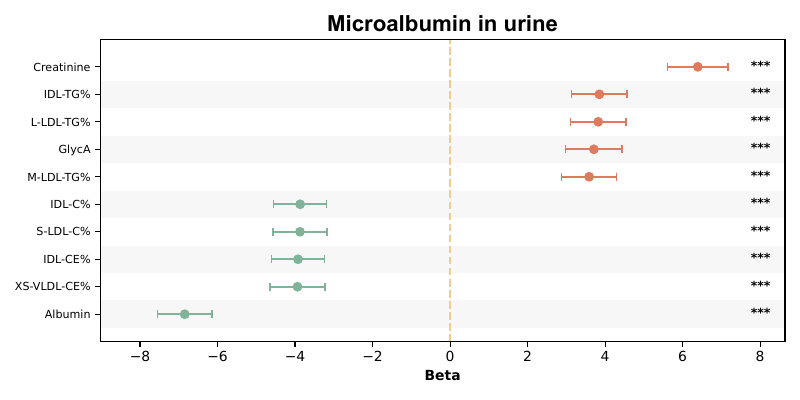 Microalbumin in urine
Creatinine ***
IDL-TG% ***
L-LDL-TG% ***
GlycA ***
M-LDL-TG% ***
IDL-C% ***
S-LDL-C% ***
IDL-CE% ***
XS-VLDL-CE% ***
Albumin ***
−8 −6 −4 −2 0 2 4 6 8
Beta